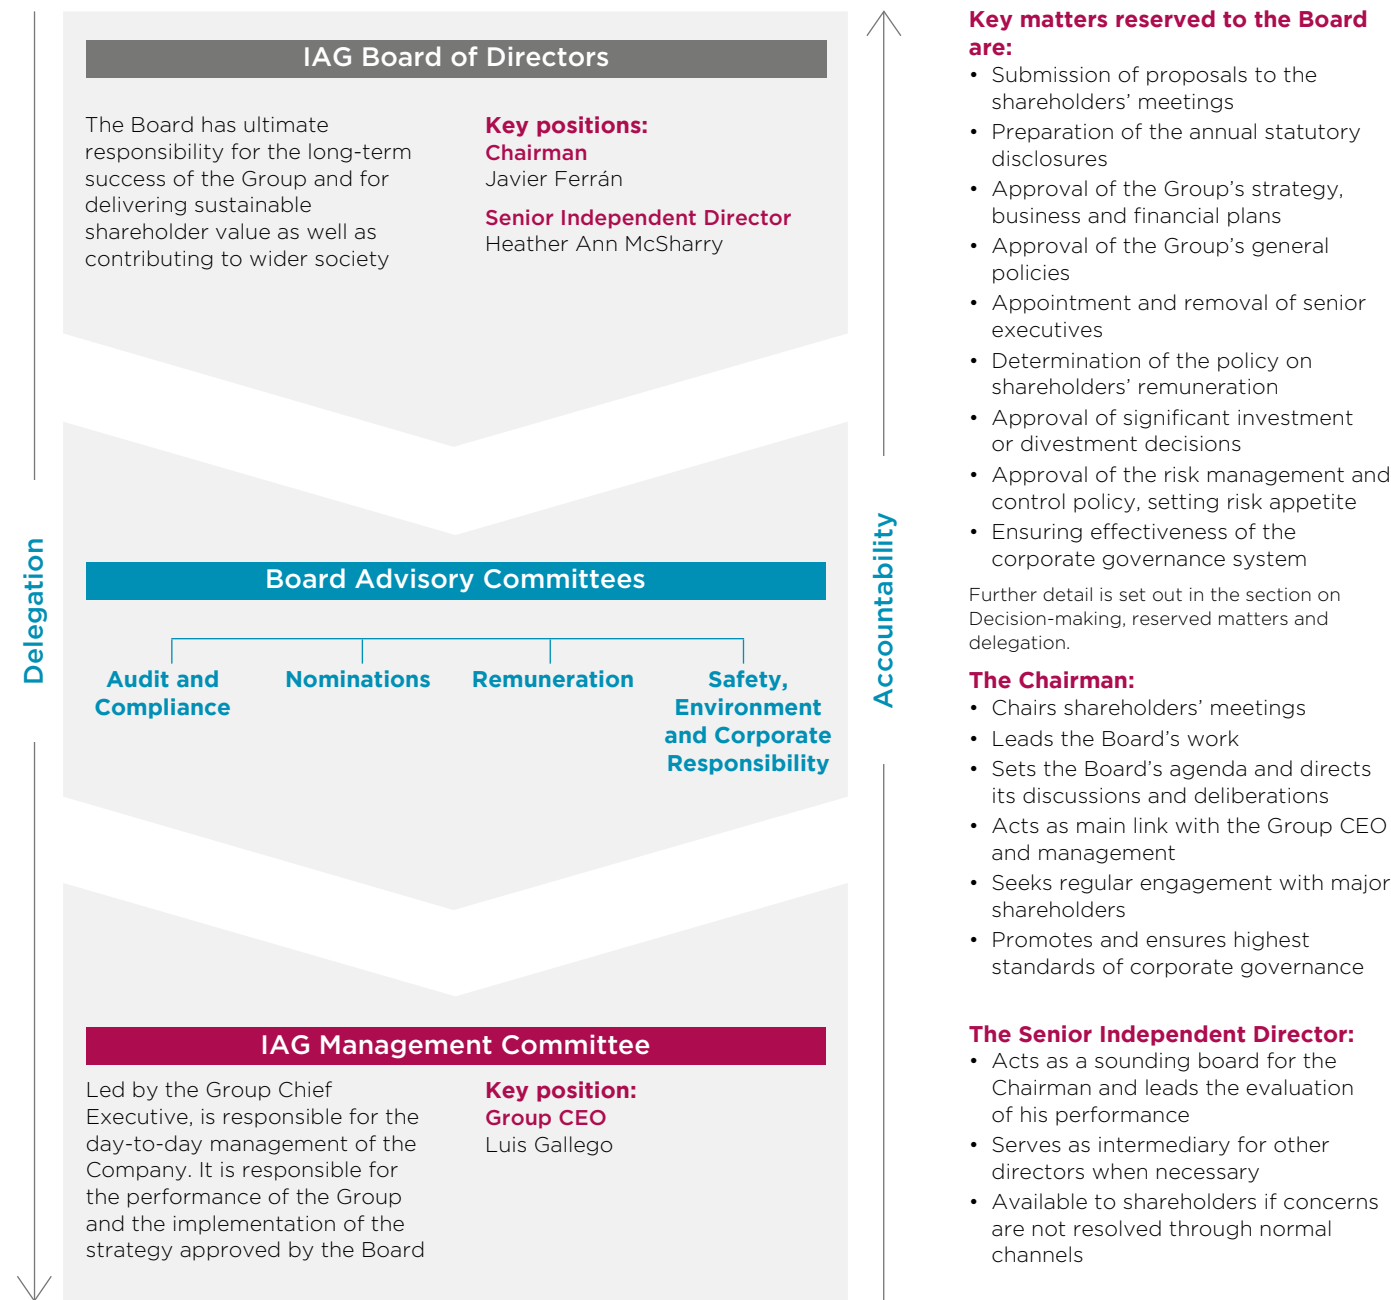 IAG Board of Directors
The Board has ultimate
responsibility for the long-term
success of the Group and for
delivering sustainable
shareholder value as well as
contributing to wider society
Key positions:
Chairman
Javier Ferrán
Senior Independent Director
Heather Ann McSharry
Delegation
Board Advisory Committees
Audit and
Compliance
Nominations
Remuneration
Safety,
Environment
and Corporate
Responsibility
Accountability
IAG Management Committee
Led by the Group Chief
Executive, is responsible for the
day-to-day management of the
Company. It is responsible for
the performance of the Group
and the implementation of the
strategy approved by the Board
Key position:
Group CEO
Luis Gallego
Key matters reserved to the Board
are:
• Submission of proposals to the
shareholders’ meetings
• Preparation of the annual statutory
disclosures
• Approval of the Group’s strategy,
business and financial plans
• Approval of the Group’s general
policies
• Appointment and removal of senior
executives
• Determination of the policy on
shareholders’ remuneration
• Approval of significant investment
or divestment decisions
• Approval of the risk management and
control policy, setting risk appetite
• Ensuring effectiveness of the
corporate governance system
Further detail is set out in the section on
Decision-making, reserved matters and
delegation.
The Chairman:
• Chairs shareholders’ meetings
• Leads the Board’s work
• Sets the Board’s agenda and directs
its discussions and deliberations
• Acts as main link with the Group CEO
and management
• Seeks regular engagement with major
shareholders
• Promotes and ensures highest
standards of corporate governance
The Senior Independent Director:
• Acts as a sounding board for the
Chairman and leads the evaluation
of his performance
• Serves as intermediary for other
directors when necessary
• Available to shareholders if concerns
are not resolved through normal
channels